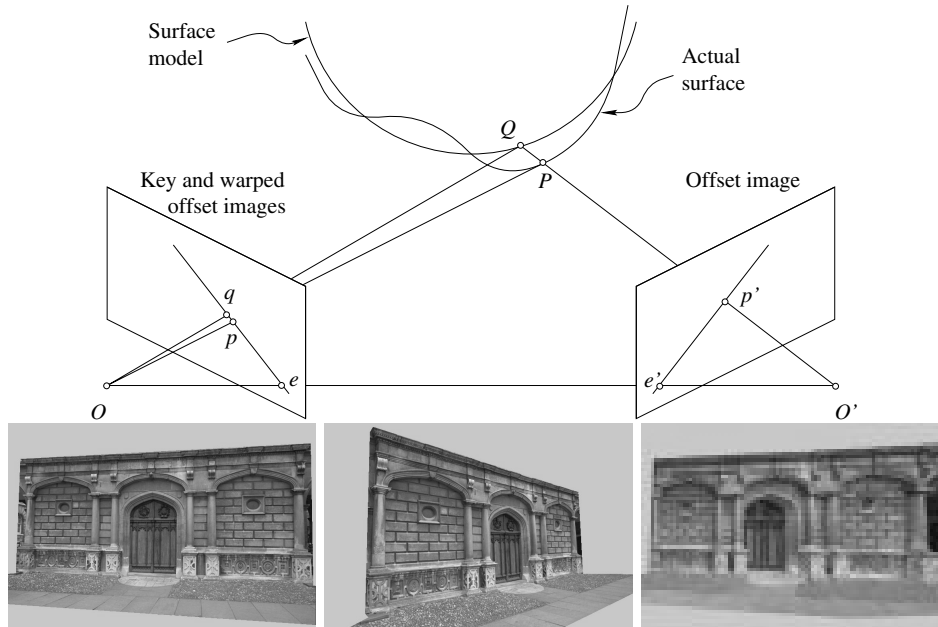 Surface
model
Actual
surface
Q
P
Key and warped
offset images
Offset image
q
p
p’
e
e’
O
O’